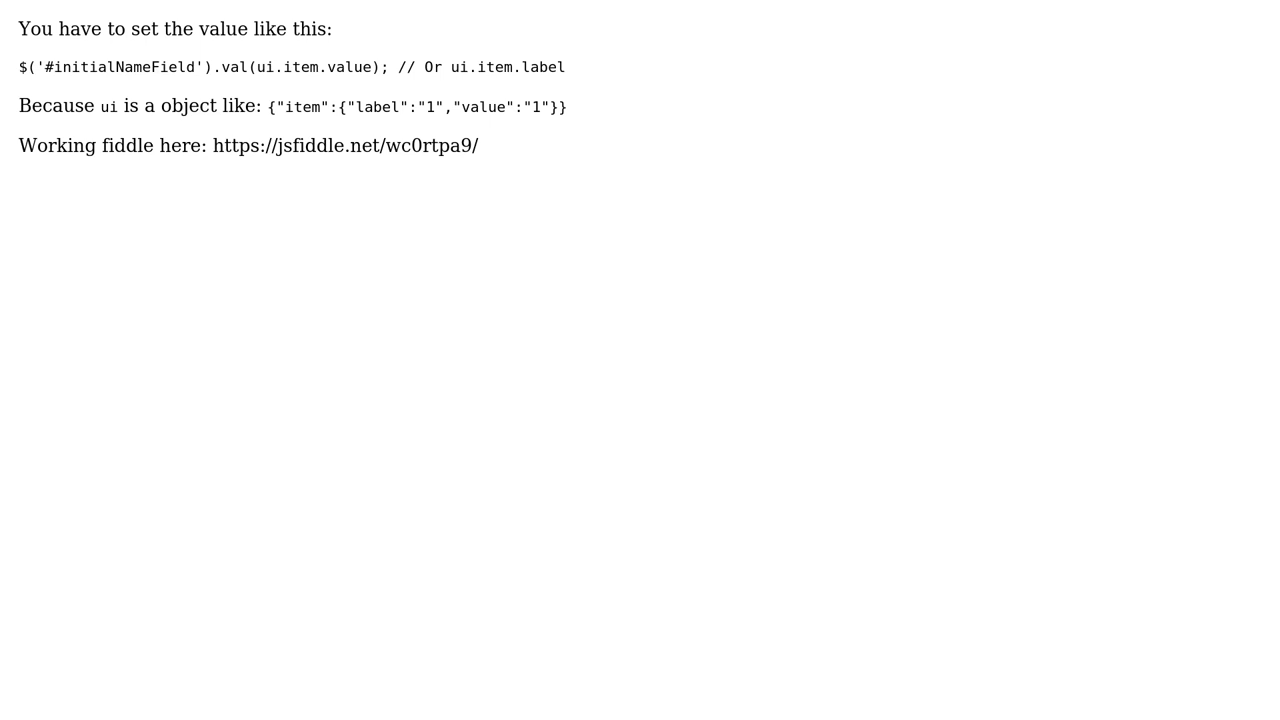 You have to set the value like this:
$('#initialNameField').val(ui.item.value); // Or ui.item.label
Because ui is a object like: {"item":{"label":"1","value":"1"}}
Working fiddle here: https://jsfiddle.net/wc0rtpa9/